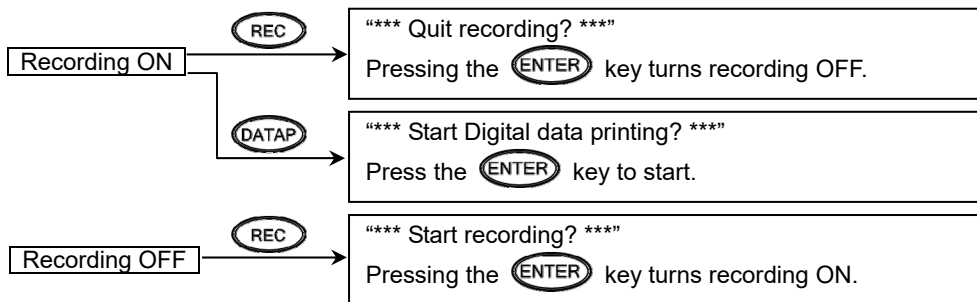 REC
“*** Quit recording? ***”
Recording ON
Pressing the ENTER key turns recording OFF.
DATAP
“*** Start Digital data printing? ***”
Press the ENTER key to start.
REC
“*** Start recording? ***”
Recording OFF
Pressing the ENTER key turns recording ON.